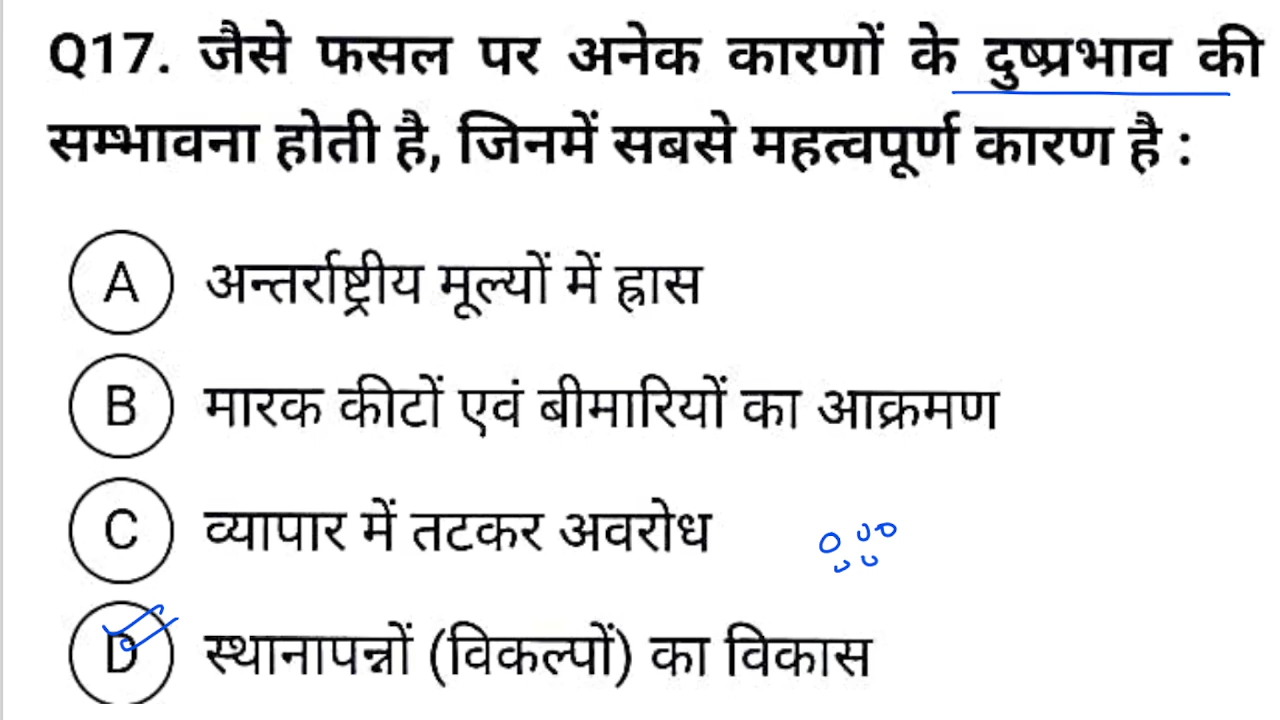 Q17. जैसे फसल पर अनेक कारणों के दुष्प्रभाव की
सम्भावना होती है, जिनमें सबसे महत्वपूर्ण कारण है :
A अन्तर्राष्ट्रीय मूल्यों में ह्रास
B मारक कीटों एवं बीमारियों का आक्रमण
C व्यापार में तटकर अवरोध
D स्थानापन्नों (विकल्पों) का विकास